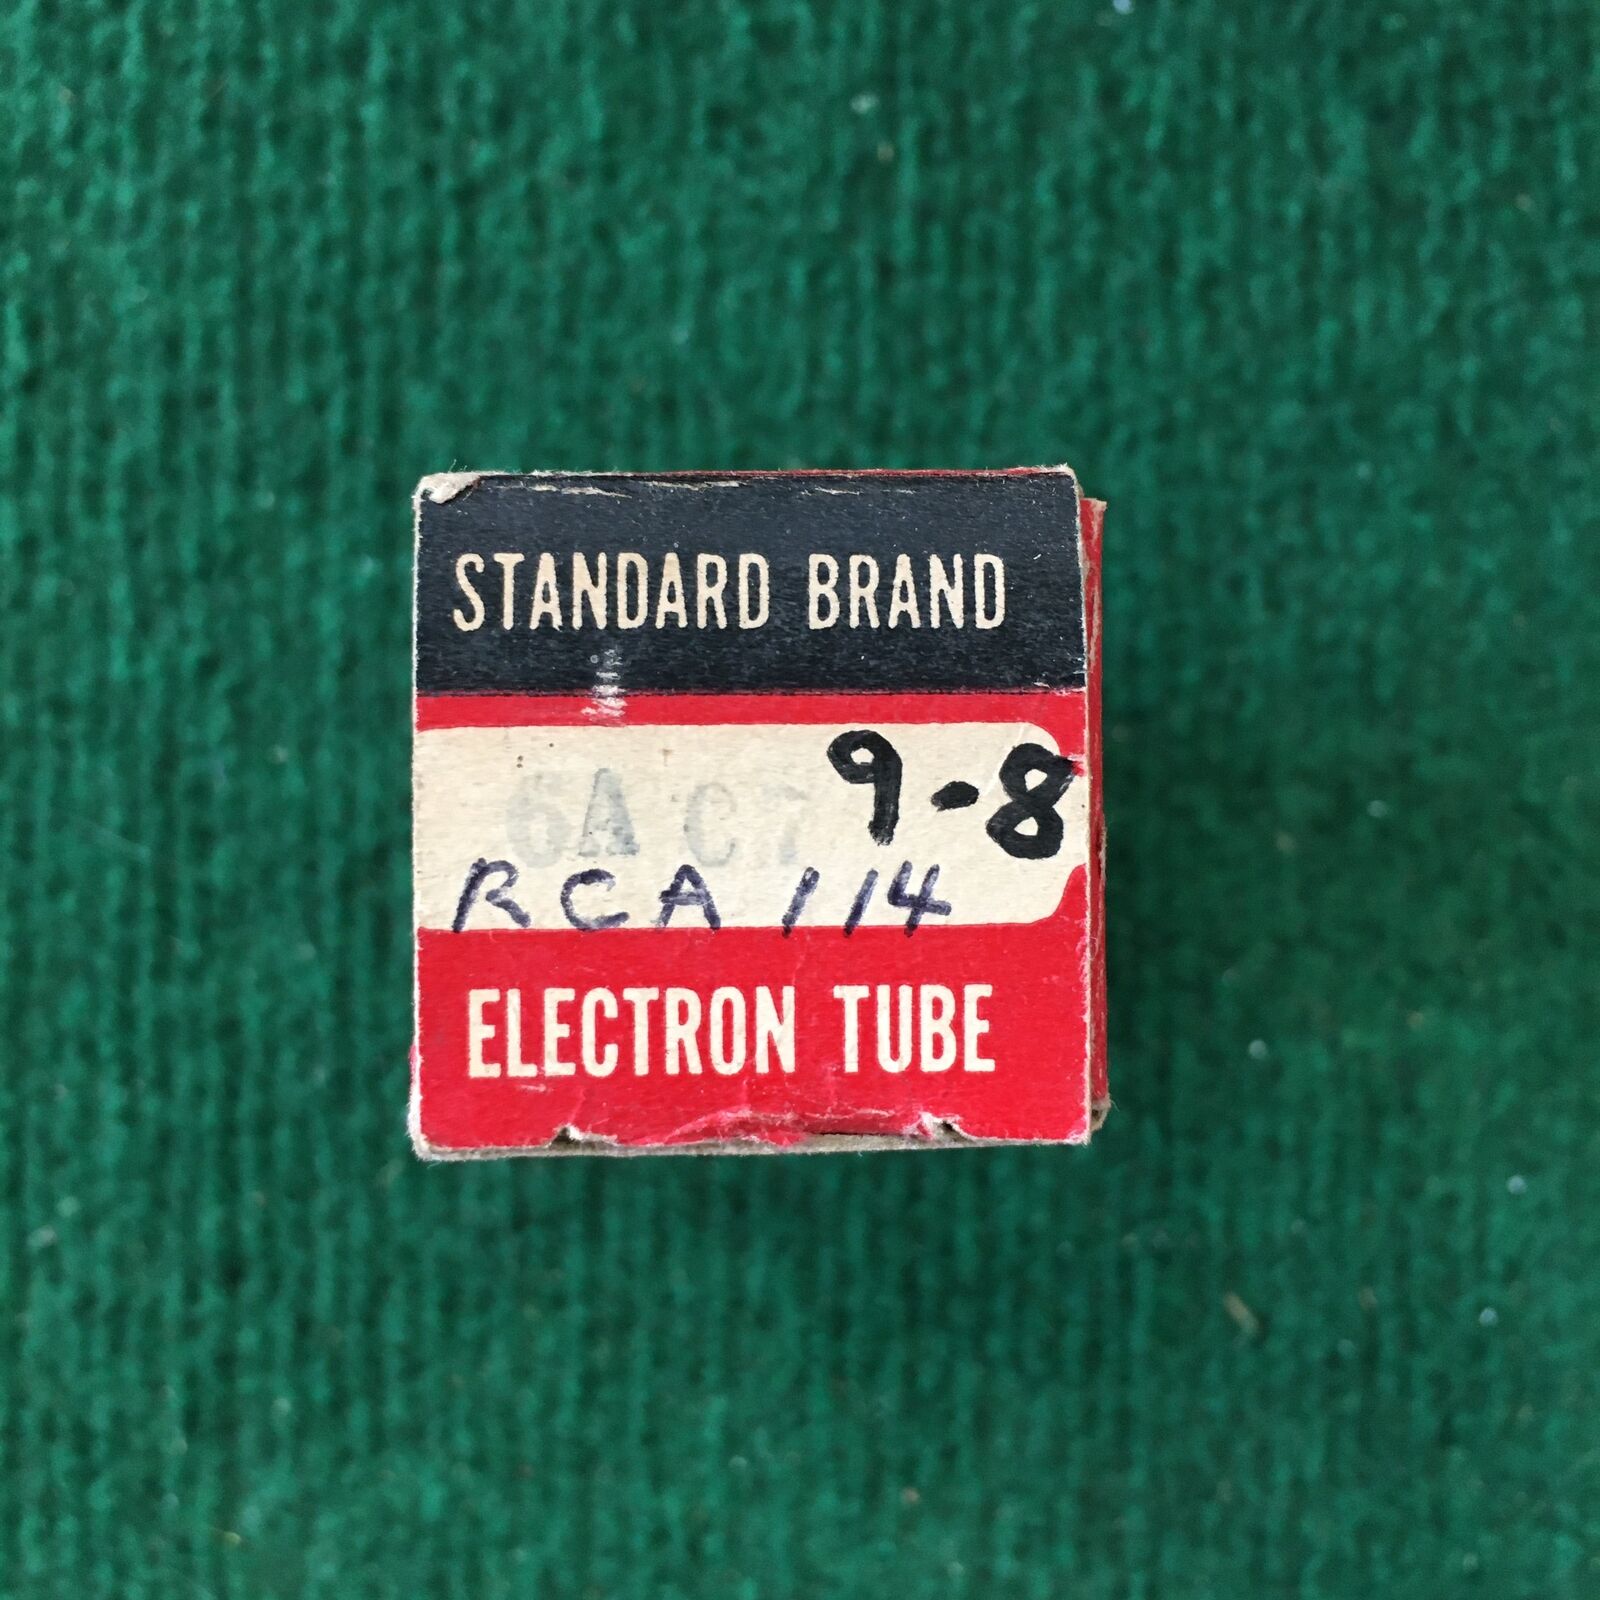 STANDARD BRAND
6AC7 9-8
RCA 114
ELECTRON TUBE